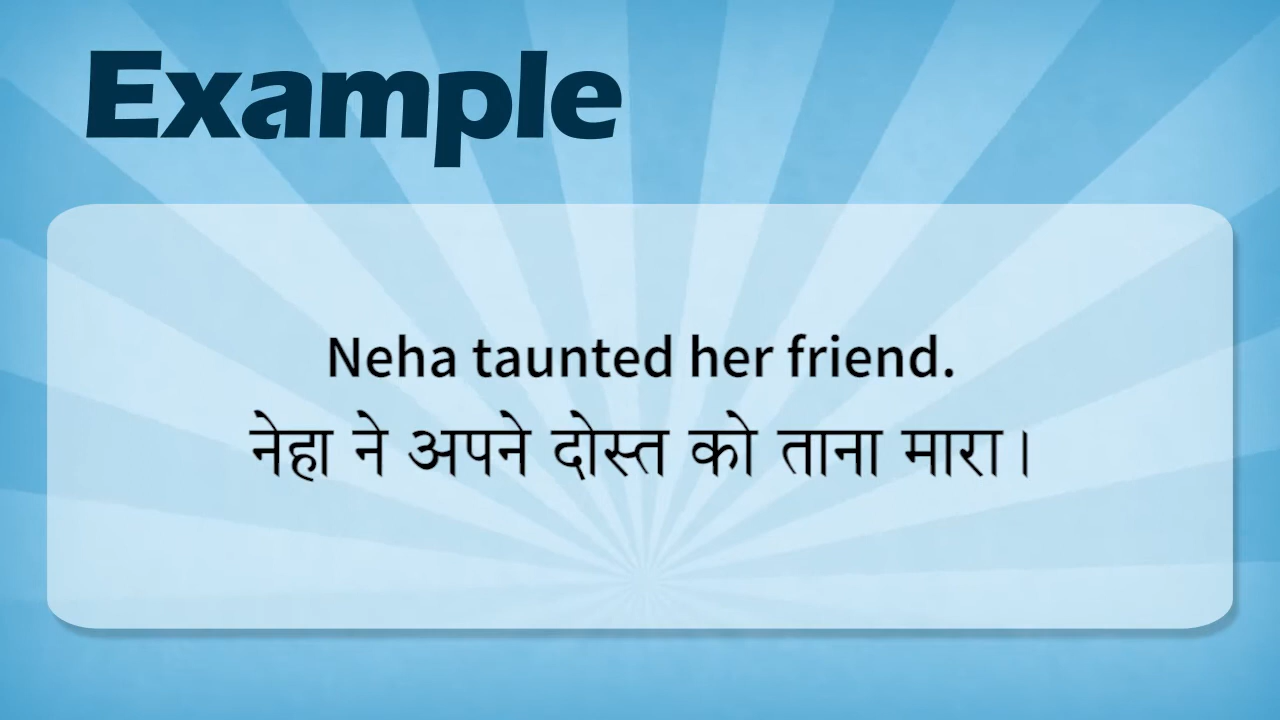 Example
Neha taunted her friend.
नेहा ने अपने दोस्त को ताना मारा।